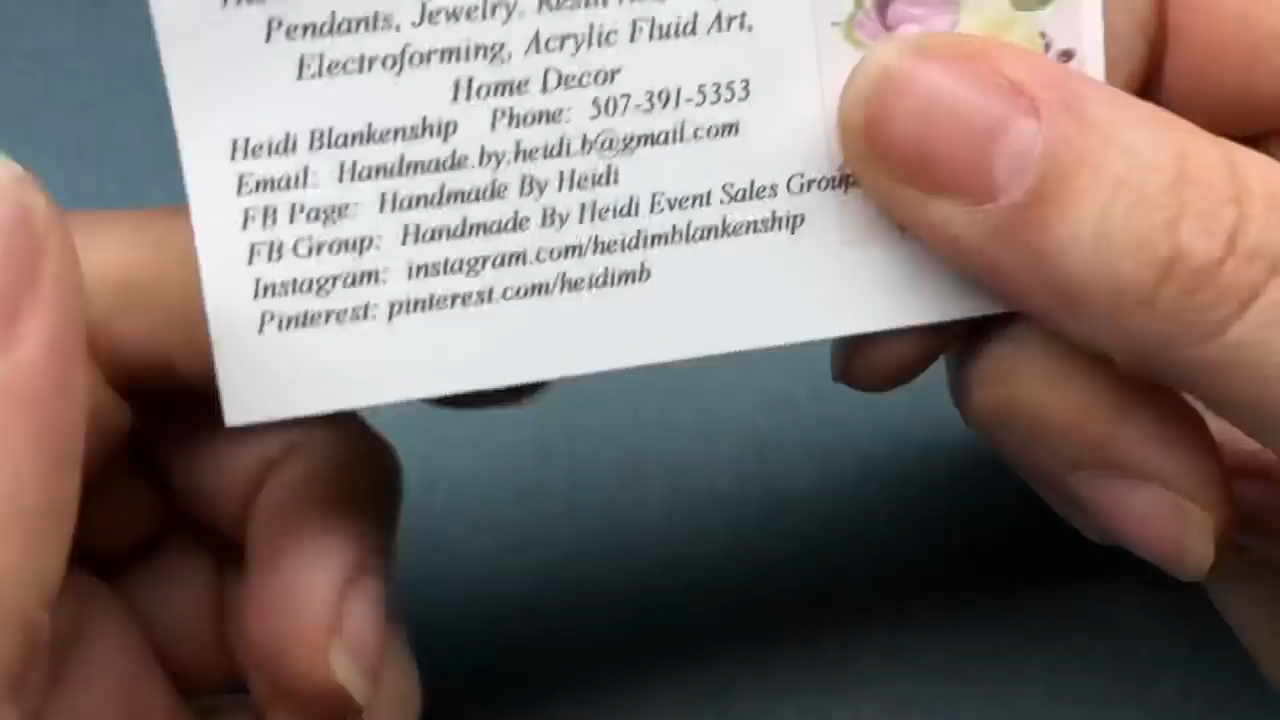 Pendants, Jewelry, Resin
Electroforming, Acrylic Fluid Art,
Home Decor
Heidi Blankenship Phone: 507-391-5353
Email: Handmade.by.heidi.b@gmail.com
FB Page: Handmade By Heidi
FB Group: Handmade By Heidi Event Sales Group
Instagram: instagram.com/heidimblankenship
Pinterest: pinterest.com/heidimb